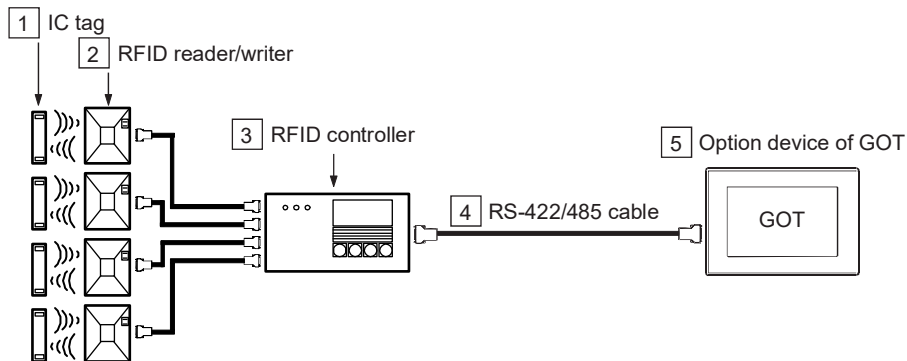 1 IC tag
2 RFID reader/writer
3 RFID controller
5 Option device of GOT
4 RS-422/485 cable
GOT